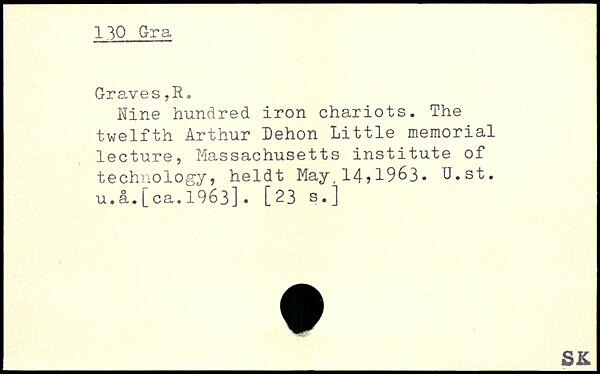 130 Gra
Graves,R.
Nine hundred iron chariots. The
twelfth Arthur Dehon Little memorial
lecture, Massachusetts institute of
technology, heldt May 14,1963. U.st.
u.å.[ca.1963]. [23 s.]
SK